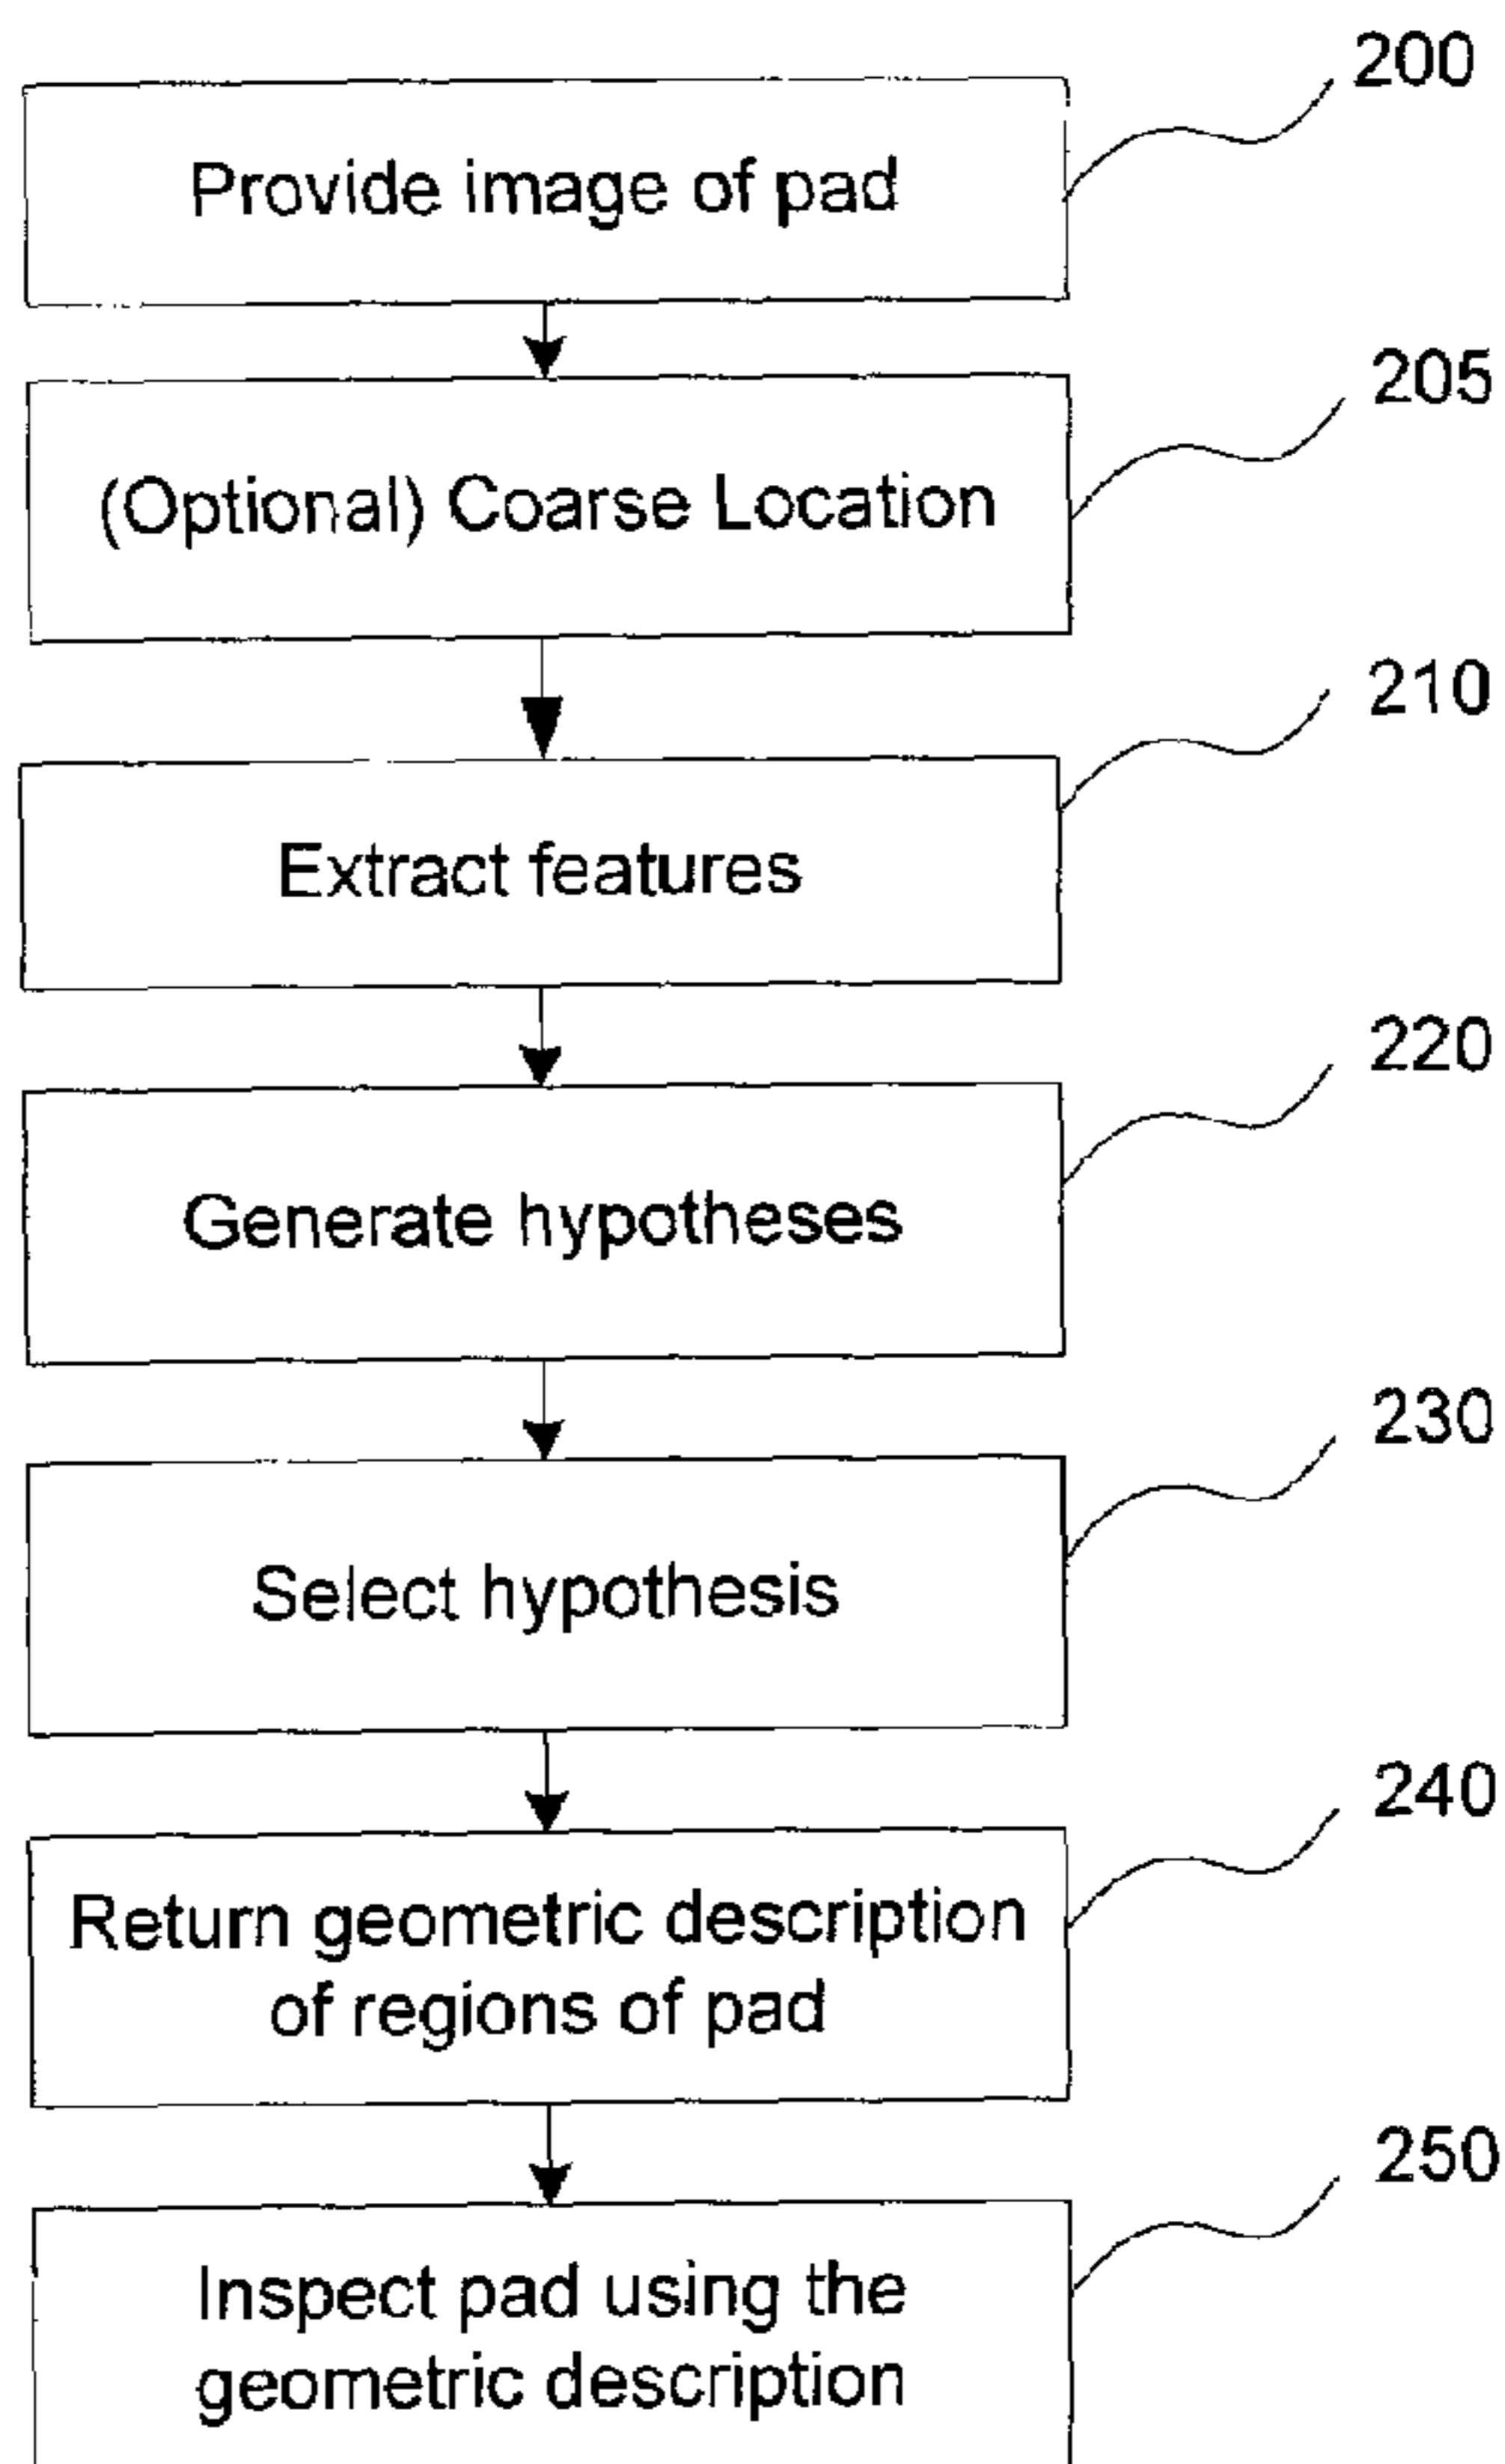 200
Provide image of pad
205
(Optional) Coarse Location
210
Extract features
220
Generate hypotheses
230
Select hypothesis
240
Return geometric description
of regions of pad
250
Inspect pad using the
geometric description